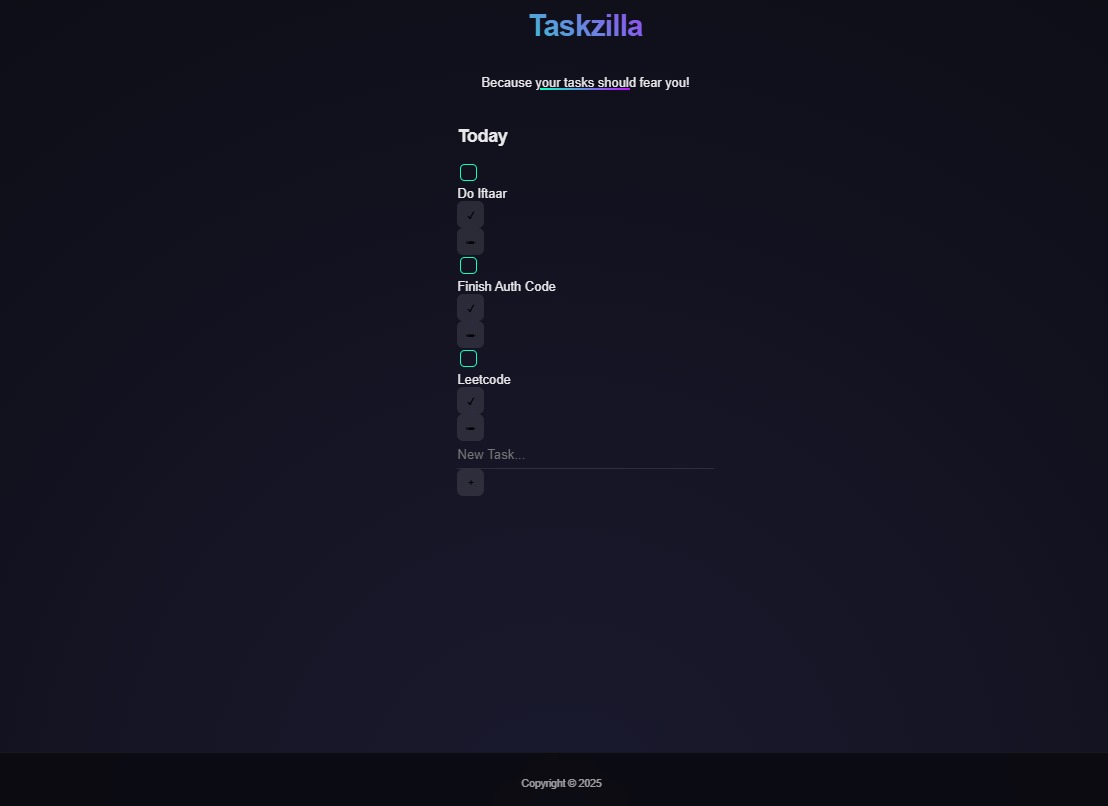 Taskzilla
Because your tasks should fear you!
Today
Do Iftaar
✓
➖
Finish Auth Code
✓
➖
Leetcode
✓
➖
New Task...
+
Copyright © 2025